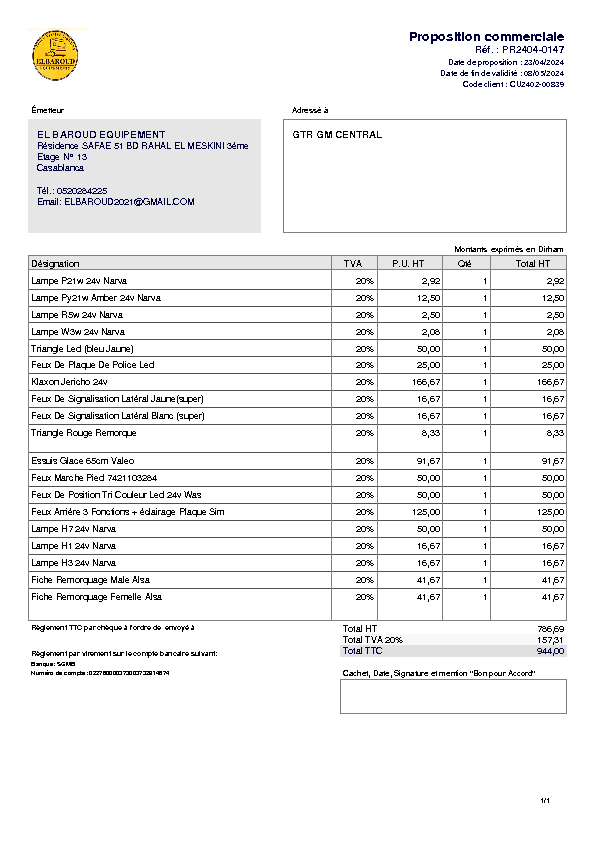 ELBAROUD
EQUIPEMENT
Proposition commerciale
Réf. : PR2404-0147
Date de proposition : 23/04/2024
Date de fin de validité : 08/05/2024
Code client : CU2402-00839
Émetteur
Adressé à
EL BAROUD EQUIPEMENT
Résidence SAFAE 51 BD RAHAL EL MESKINI 3éme
Etage N° 13
Casablanca
Tél.: 0520284225
Email: ELBAROUD2021@GMAIL.COM
GTR GM CENTRAL
Montants exprimés en Dirham
Désignation TVA P.U. HT Qté Total HT
Lampe P21w 24v Narva 20% 2,92 1 2,92
Lampe Py21w Amber 24v Narva 20% 12,50 1 12,50
Lampe R5w 24v Narva 20% 2,50 1 2,50
Lampe W3w 24v Narva 20% 2,08 1 2,08
Triangle Led (bleu Jaune) 20% 50,00 1 50,00
Feux De Plaque De Police Led 20% 25,00 1 25,00
Klaxon Jericho 24v 20% 166,67 1 166,67
Feux De Signalisation Latéral Jaune(super) 20% 16,67 1 16,67
Feux De Signalisation Latéral Blanc (super) 20% 16,67 1 16,67
Triangle Rouge Remorque 20% 8,33 1 8,33
Essuis Glace 65cm Valeo 20% 91,67 1 91,67
Feux Marche Pied 7421103284 20% 50,00 1 50,00
Feux De Position Tri Couleur Led 24v Was 20% 50,00 1 50,00
Feux Arriére 3 Fonctions + éclairage Plaque Sim 20% 125,00 1 125,00
Lampe H7 24v Narva 20% 50,00 1 50,00
Lampe H1 24v Narva 20% 16,67 1 16,67
Lampe H3 24v Narva 20% 16,67 1 16,67
Fiche Remorquage Male Alsa 20% 41,67 1 41,67
Fiche Remorquage Femelle Alsa 20% 41,67 1 41,67
Règlement TTC par chèque à l'ordre de envoyé à
Total HT 786,69
Total TVA 20% 157,31
Total TTC 944,00
Règlement par virement sur le compte bancaire suivant:
Banque: SGMB
Numéro de compte:
Cachet, Date, Signature et mention "Bon pour Accord"
1/1